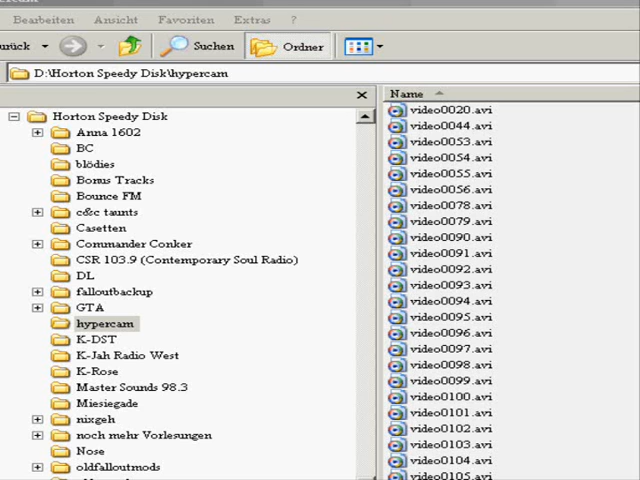 Bearbeiten Ansicht Favoriten Extras ?
urück Suchen Ordner
D:\Horton Speedy Disk\hypercam
Name
Horton Speedy Disk
Anna 1602
BC
blödies
Bonus Tracks
Bounce FM
c&c taunts
Casetten
Commander Conker
CSR 103.9 (Contemporary Soul Radio)
DL
falloutbackup
GTA
hypercam
K-DST
K-Jah Radio West
K-Rose
Master Sounds 98.3
Miesiegade
nixgeh
noch mehr Vorlesungen
Nose
oldfalloutmods
video0020.avi
video0044.avi
video0053.avi
video0054.avi
video0055.avi
video0056.avi
video0078.avi
video0079.avi
video0090.avi
video0091.avi
video0092.avi
video0093.avi
video0094.avi
video0095.avi
video0096.avi
video0097.avi
video0098.avi
video0099.avi
video0100.avi
video0101.avi
video0102.avi
video0103.avi
video0104.avi
video0105.avi